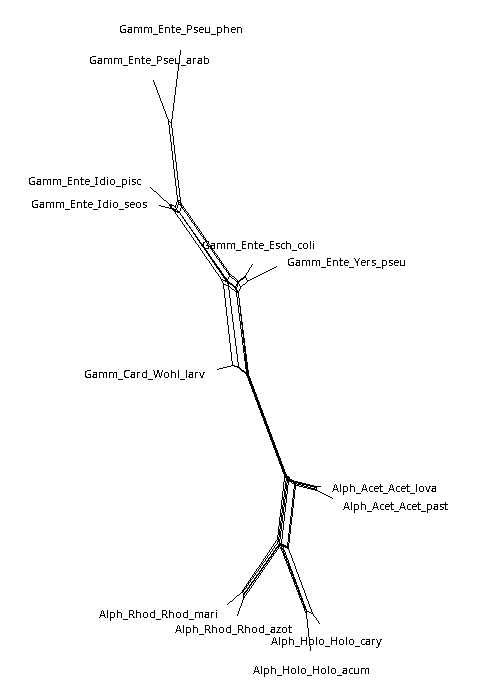 Gamm_Ente_Pseu_phen
Gamm_Ente_Pseu_arab
Gamm_Ente_Idio_pisc
Gamm_Ente_Idio_seos
Gamm_Ente_Esch_coli
Gamm_Ente_Yers_pseu
Gamm_Card_Wohl_larv
Alph_Acet_Acet_lova
Alph_Acet_Acet_past
Alph_Rhod_Rhod_mari
Alph_Rhod_Rhod_azot
Alph_Holo_Holo_cary
Alph_Holo_Holo_acum